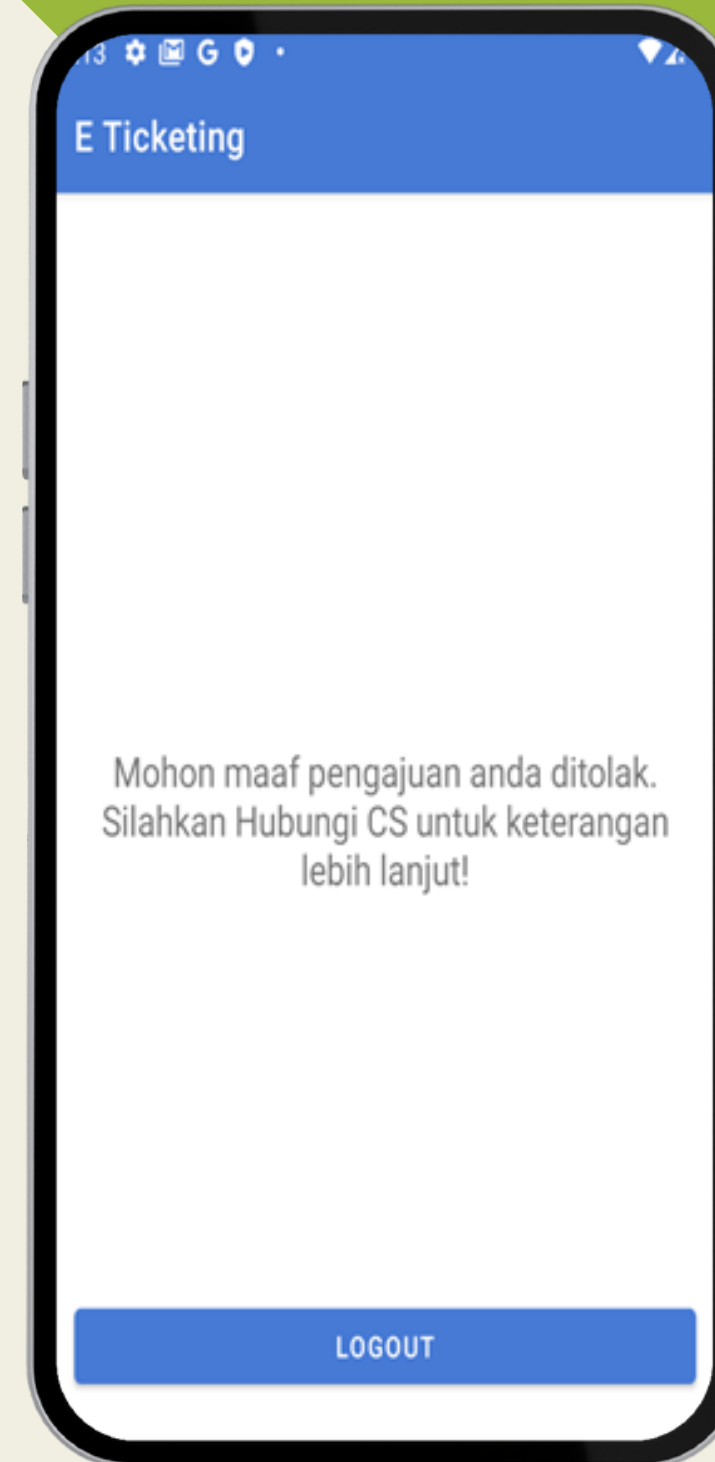 E Ticketing
Mohon maaf pengajuan anda ditolak.
Silahkan Hubungi CS untuk keterangan
lebih lanjut!
LOGOUT